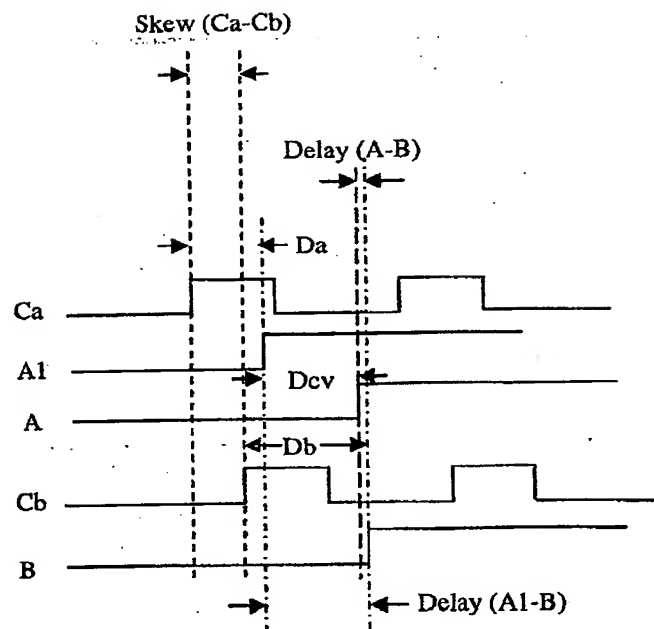 Skew (Ca-Cb)
Delay (A-B)
Da
Ca
A1
Dcv
A
Db
Cb
B
Delay (A1-B)